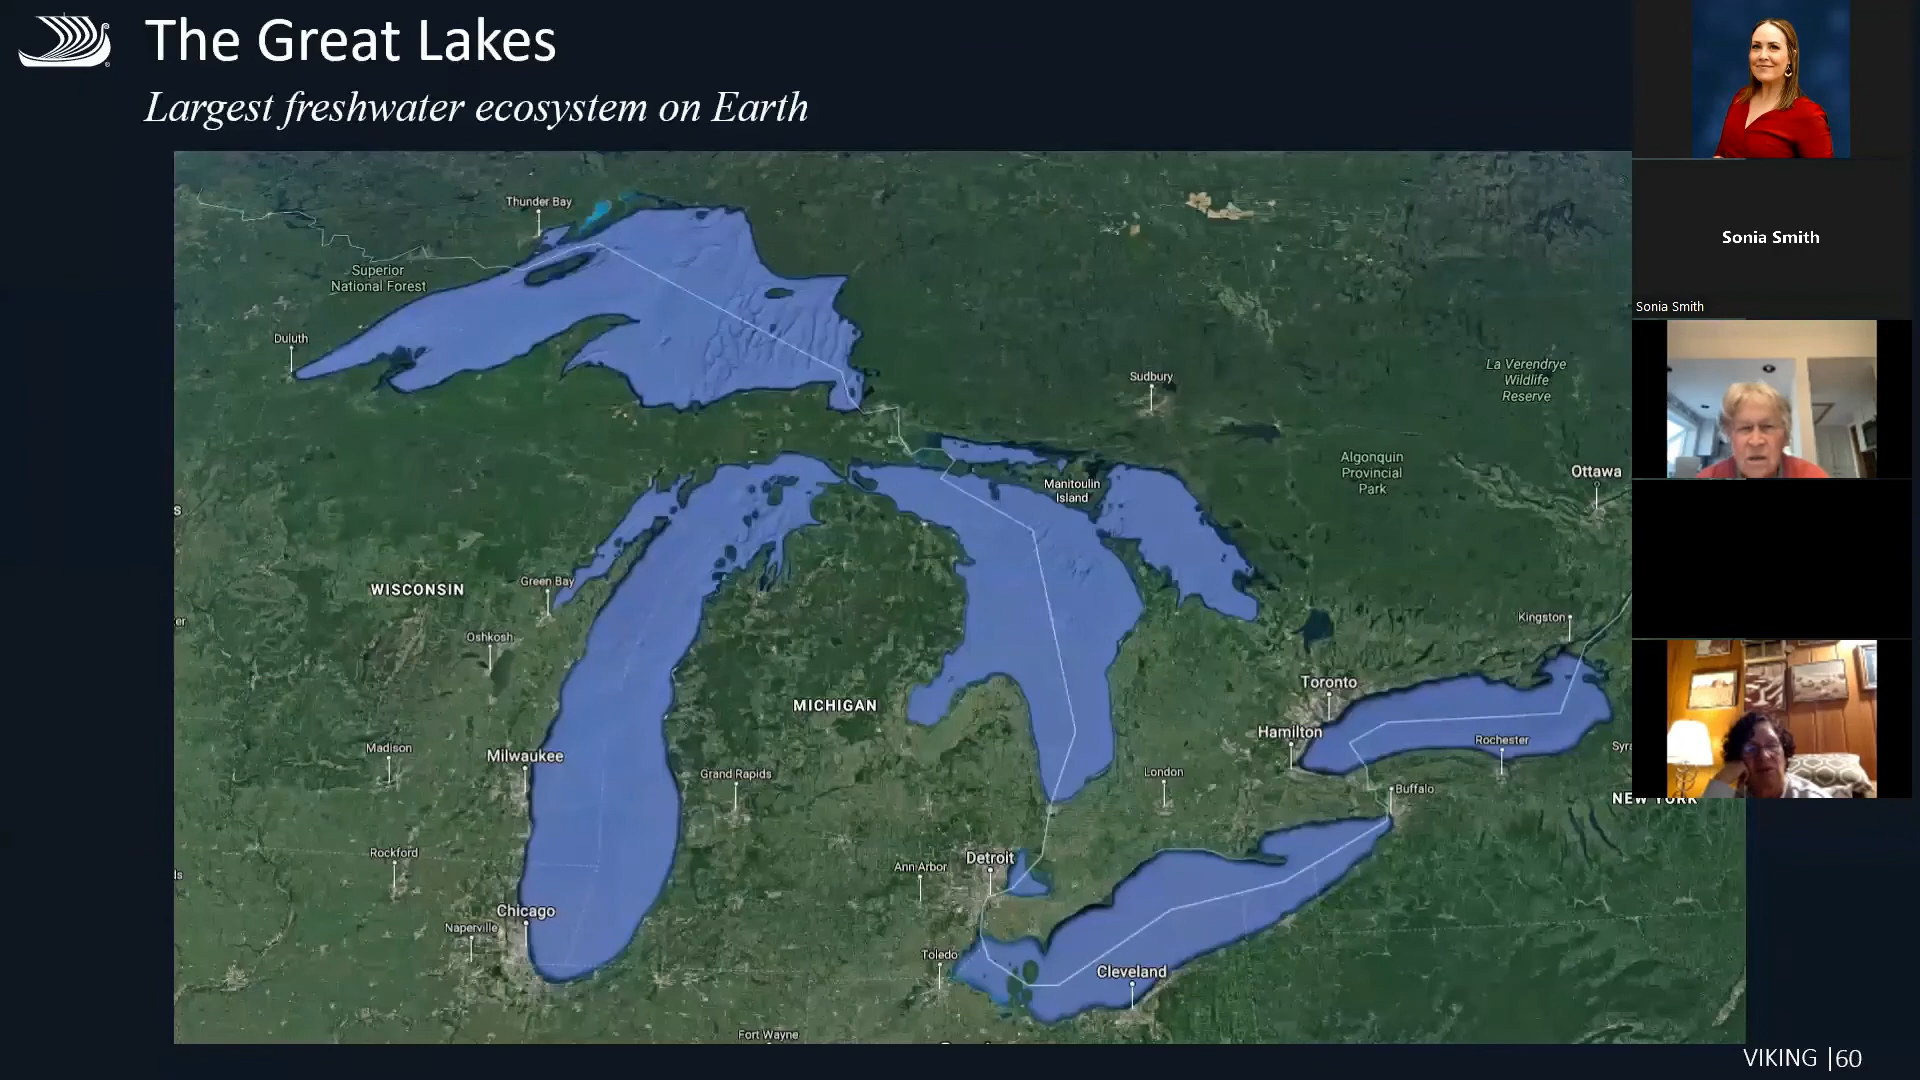 The Great Lakes
Largest freshwater ecosystem on Earth
Thunder Bay
Superior
National Forest
Duluth
Sudbury
La Verendrye
Wildlife
Reserve
Algonquin
Provincial
Park
Ottawa
Manitoulin
Island
s
WISCONSIN
Green Bay
er
Oshkosh
Kingston
MICHIGAN
Toronto
Hamilton
Rochester
Syra
Madison
Milwaukee
Grand Rapids
London
Buffalo
NEW YORK
Rockford
ls
Ann Arbor
Detroit
Chicago
Naperville
Toledo
Cleveland
Fort Wayne
VIKING |60
Sonia Smith
Sonia Smith